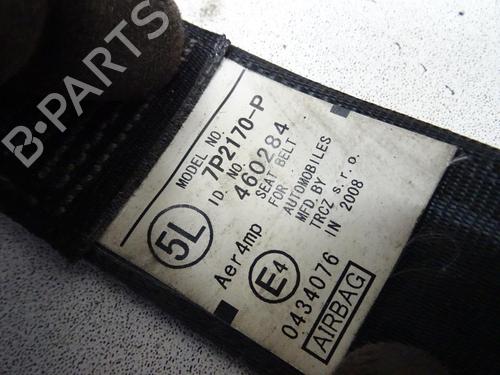 B-PARTS
MODEL NO.
7P2170-P
ID. NO.
460284
SEAT BELT
FOR
AUTOMOBILES
MFD. BY
TRCZ s.r.o.
IN 2008
5L
Aer4mp
E4
0434076
AIRBAG